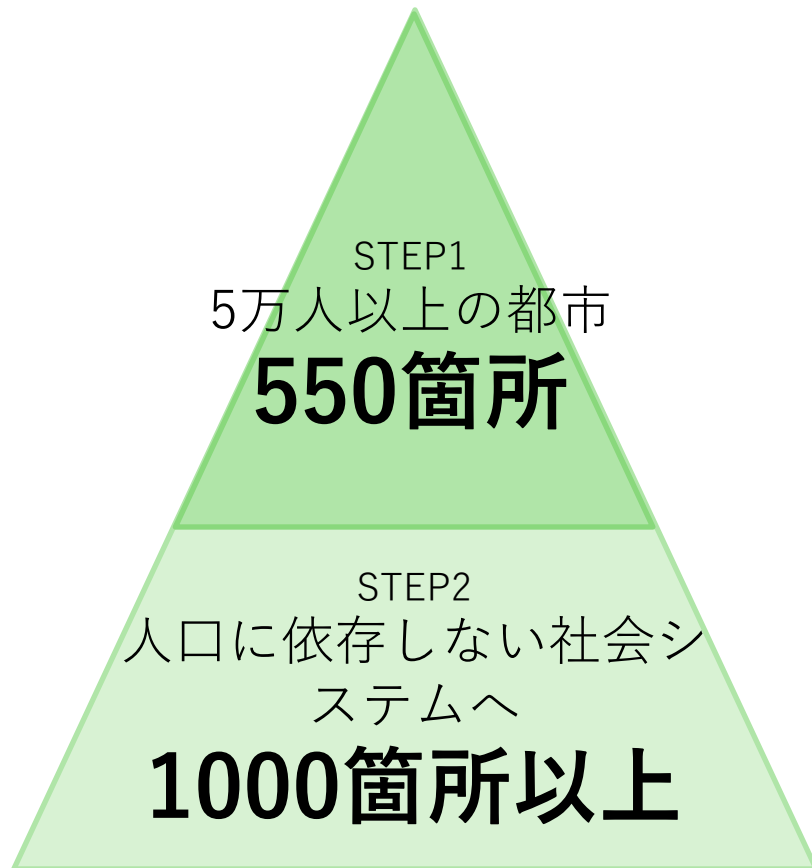 STEP1
5万人以上の都市
550箇所
STEP2
人口に依存しない社会シ
ステムへ
1000箇所以上